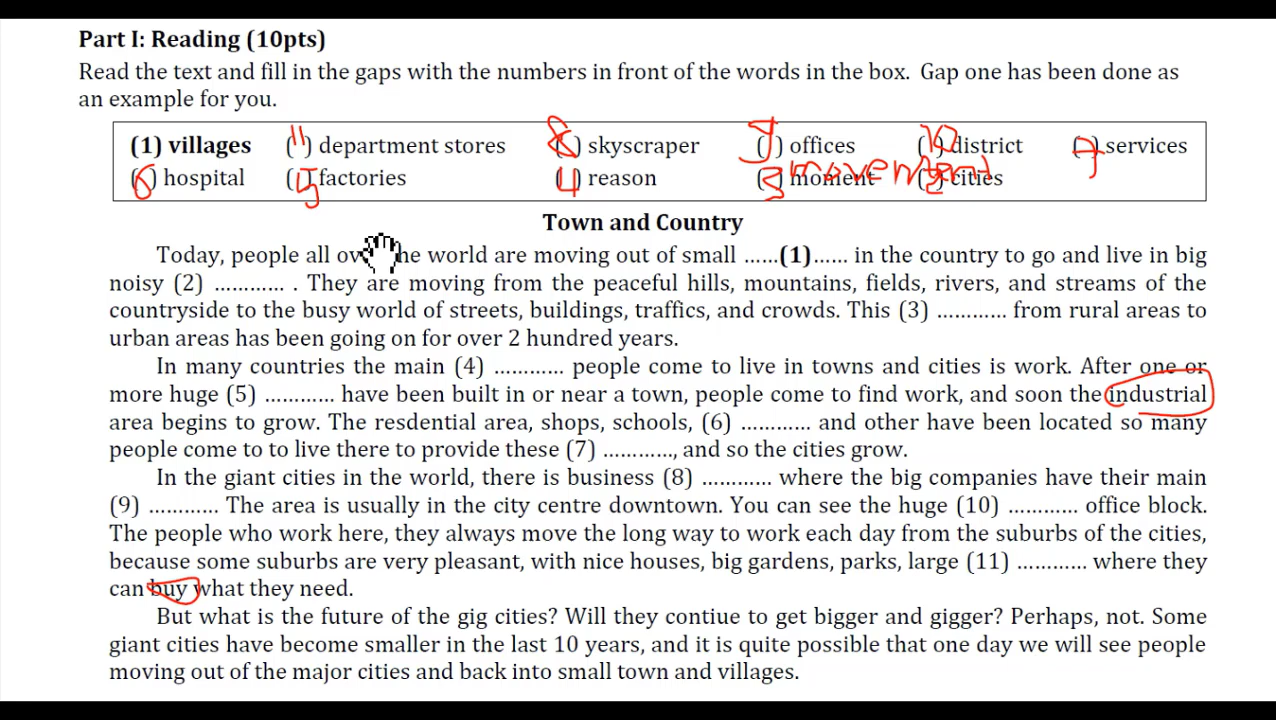 Part I: Reading (10pts)
Read the text and fill in the gaps with the numbers in front of the words in the box. Gap one has been done as
an example for you.
(1) villages (11) department stores (8) skyscraper (9) offices (10) district (7) services
(6) hospital (5) factories (4) reason (3) moment movement (2) cities
Town and Country
Today, people all over the world are moving out of small ......(1)...... in the country to go and live in big
noisy (2) ............ . They are moving from the peaceful hills, mountains, fields, rivers, and streams of the
countryside to the busy world of streets, buildings, traffics, and crowds. This (3) ............ from rural areas to
urban areas has been going on for over 2 hundred years.
In many countries the main (4) ............ people come to live in towns and cities is work. After one or
more huge (5) ............ have been built in or near a town, people come to find work, and soon the industrial
area begins to grow. The resdential area, shops, schools, (6) ............ and other have been located so many
people come to to live there to provide these (7) ............, and so the cities grow.
In the giant cities in the world, there is business (8) ............ where the big companies have their main
(9) ............ The area is usually in the city centre downtown. You can see the huge (10) ............ office block.
The people who work here, they always move the long way to work each day from the suburbs of the cities,
because some suburbs are very pleasant, with nice houses, big gardens, parks, large (11) ............ where they
can buy what they need.
But what is the future of the gig cities? Will they contiue to get bigger and gigger? Perhaps, not. Some
giant cities have become smaller in the last 10 years, and it is quite possible that one day we will see people
moving out of the major cities and back into small town and villages.